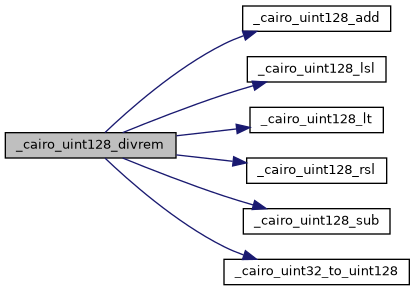 _cairo_uint128_add
_cairo_uint128_lsl
_cairo_uint128_lt
_cairo_uint128_divrem
_cairo_uint128_rsl
_cairo_uint128_sub
_cairo_uint32_to_uint128